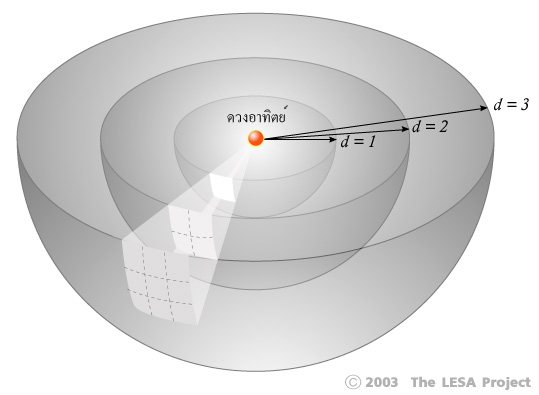 ดวงอาทิตย์
d = 3
d = 2
d = 1
© 2003 The LESA Project